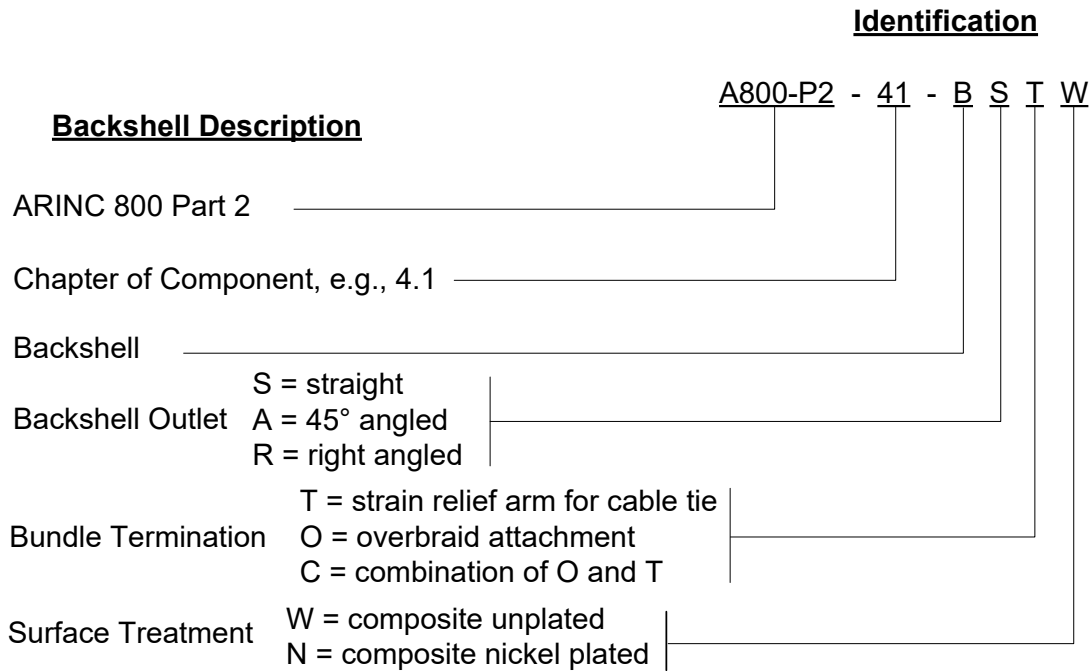 Identification
A800-P2 - 41 - B S T W
Backshell Description
ARINC 800 Part 2
Chapter of Component, e.g., 4.1
Backshell
Backshell Outlet
S = straight
A = 45° angled
R = right angled
Bundle Termination
T = strain relief arm for cable tie
O = overbraid attachment
C = combination of O and T
Surface Treatment
W = composite unplated
N = composite nickel plated